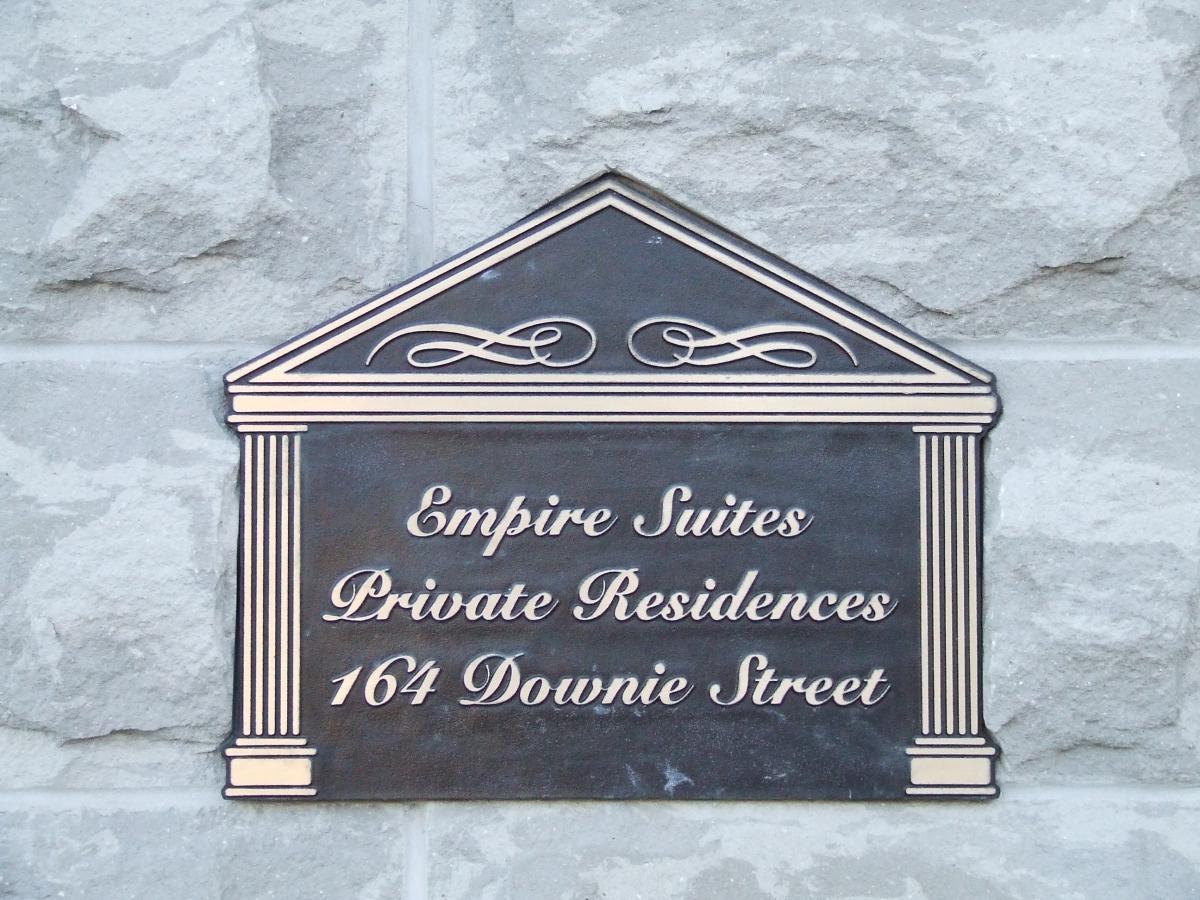 Empire Suites
Private Residences
164 Downie Street